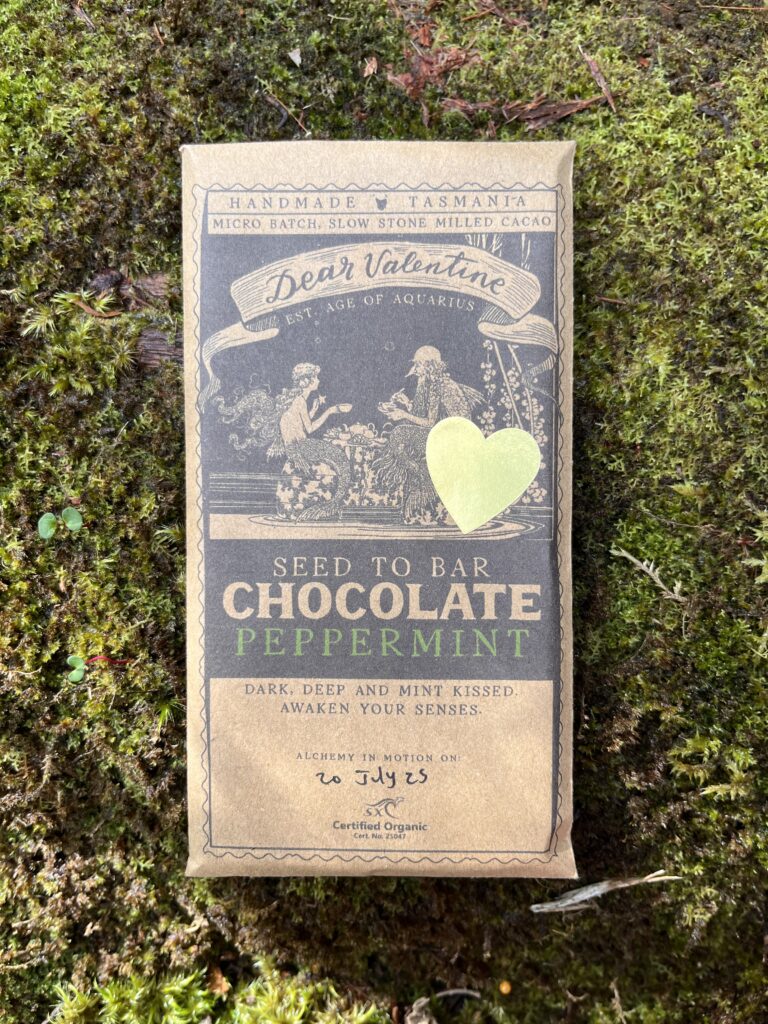 HANDMADE TASMANIA
MICRO BATCH, SLOW STONE MILLED CACAO
Dear Valentine
EST. AGE OF AQUARIUS
SEED TO BAR
CHOCOLATE
PEPPERMINT
DARK, DEEP AND MINT KISSED.
AWAKEN YOUR SENSES.
ALCHEMY IN MOTION ON:
20 July 25
SXC
Certified Organic
Cert. No. 25047